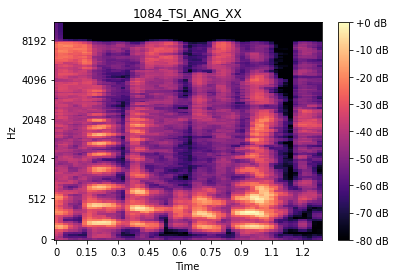 1084_TSI_ANG_XX
Hz
8192
4096
2048
1024
512
0
0 0.15 0.3 0.45 0.6 0.75 0.9 1.1 1.2
Time
+0 dB
-10 dB
-20 dB
-30 dB
-40 dB
-50 dB
-60 dB
-70 dB
-80 dB